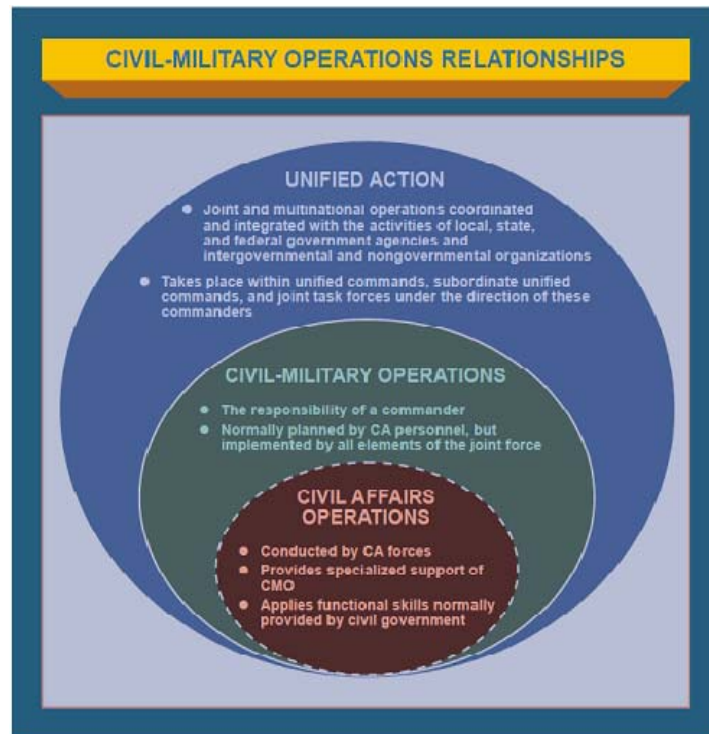 CIVIL-MILITARY OPERATIONS RELATIONSHIPS
UNIFIED ACTION
● Joint and multinational operations coordinated
and integrated with the activities of local, state,
and federal government agencies and
intergovernmental and nongovernmental organizations
● Takes place within unified commands, subordinate unified
commands, and joint task forces under the direction of these
commanders
CIVIL-MILITARY OPERATIONS
● The responsibility of a commander
● Normally planned by CA personnel, but
implemented by all elements of the joint force
CIVIL AFFAIRS
OPERATIONS
● Conducted by CA forces
● Provides specialized support of
CMO
● Applies functional skills normally
provided by civil government